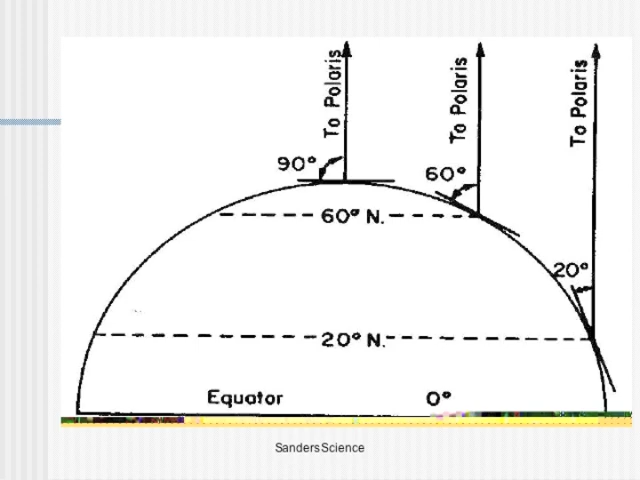 To Polaris
To Polaris
To Polaris
90°
60°
60° N.
20°
20° N.
Equator 0°
SandersScience